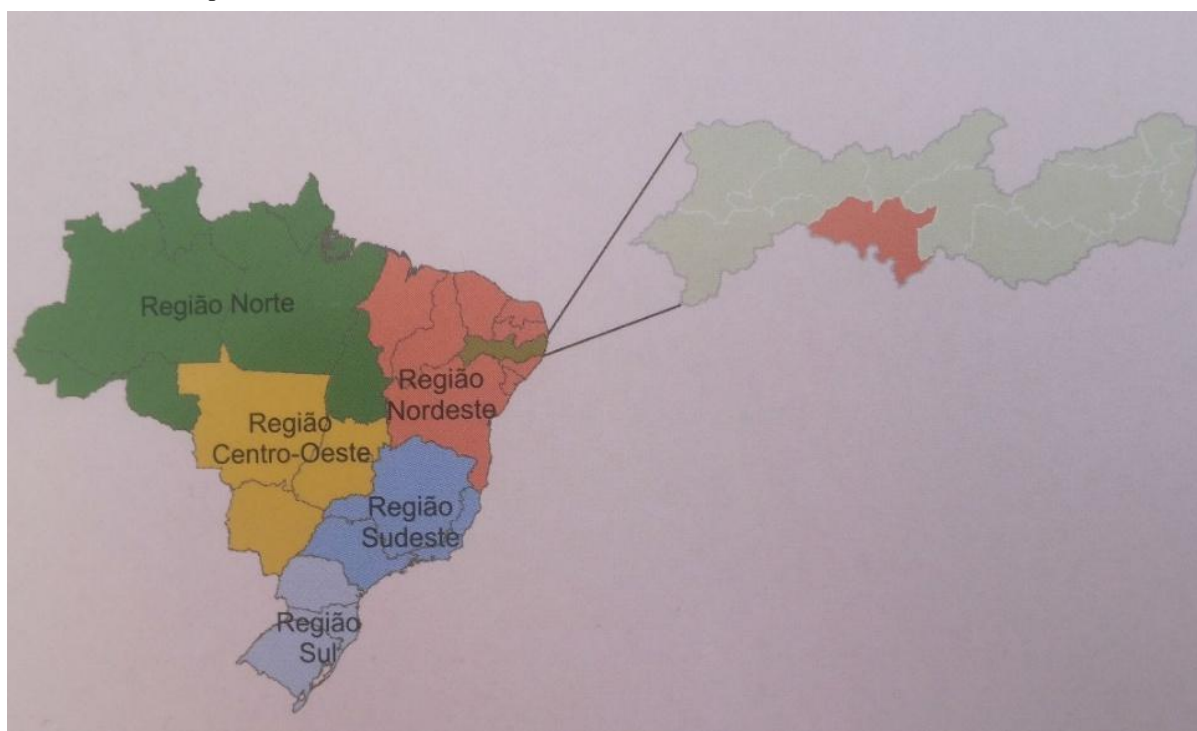 Região Norte
Região
Nordeste
Região
Centro-Oeste
Região
Sudeste
Região
Sul